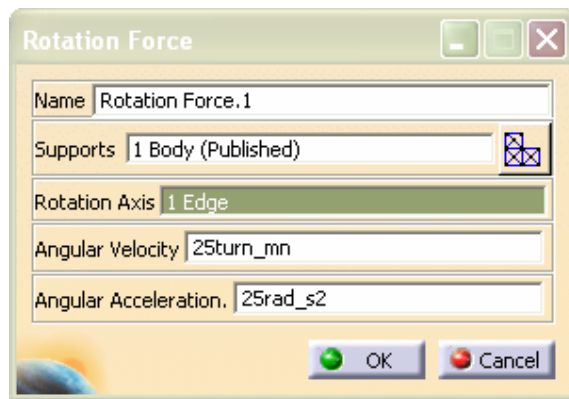 Rotation Force
Name Rotation Force.1
Supports 1 Body (Published)
Rotation Axis 1 Edge
Angular Velocity 25turn_mn
Angular Acceleration. 25rad_s2
OK Cancel